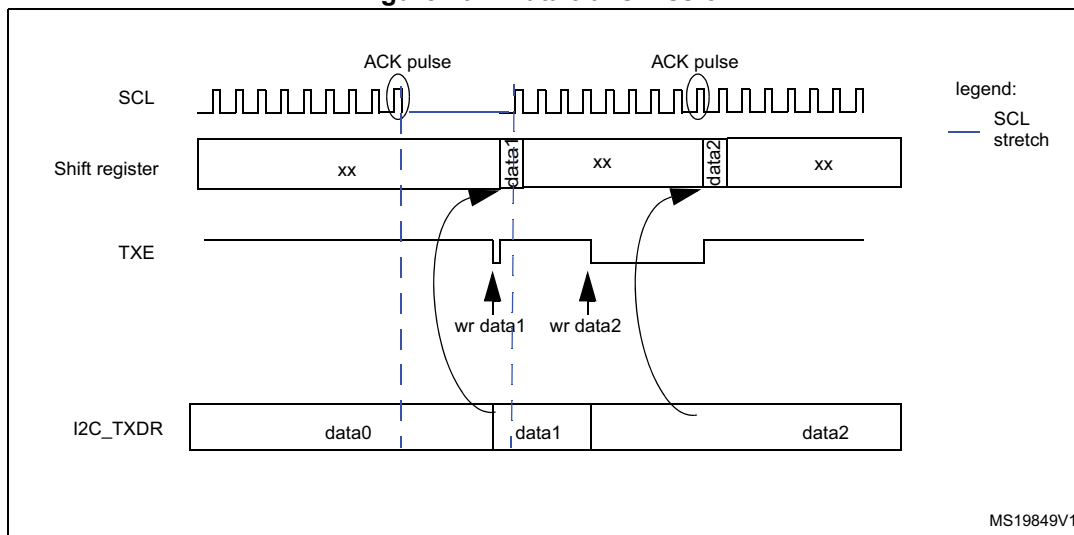 ACK pulse
ACK pulse
SCL
legend:
SCL
stretch
Shift register
xx
data1
xx
data2
xx
TXE
wr data1
wr data2
I2C_TXDR
data0
data1
data2
MS19849V1